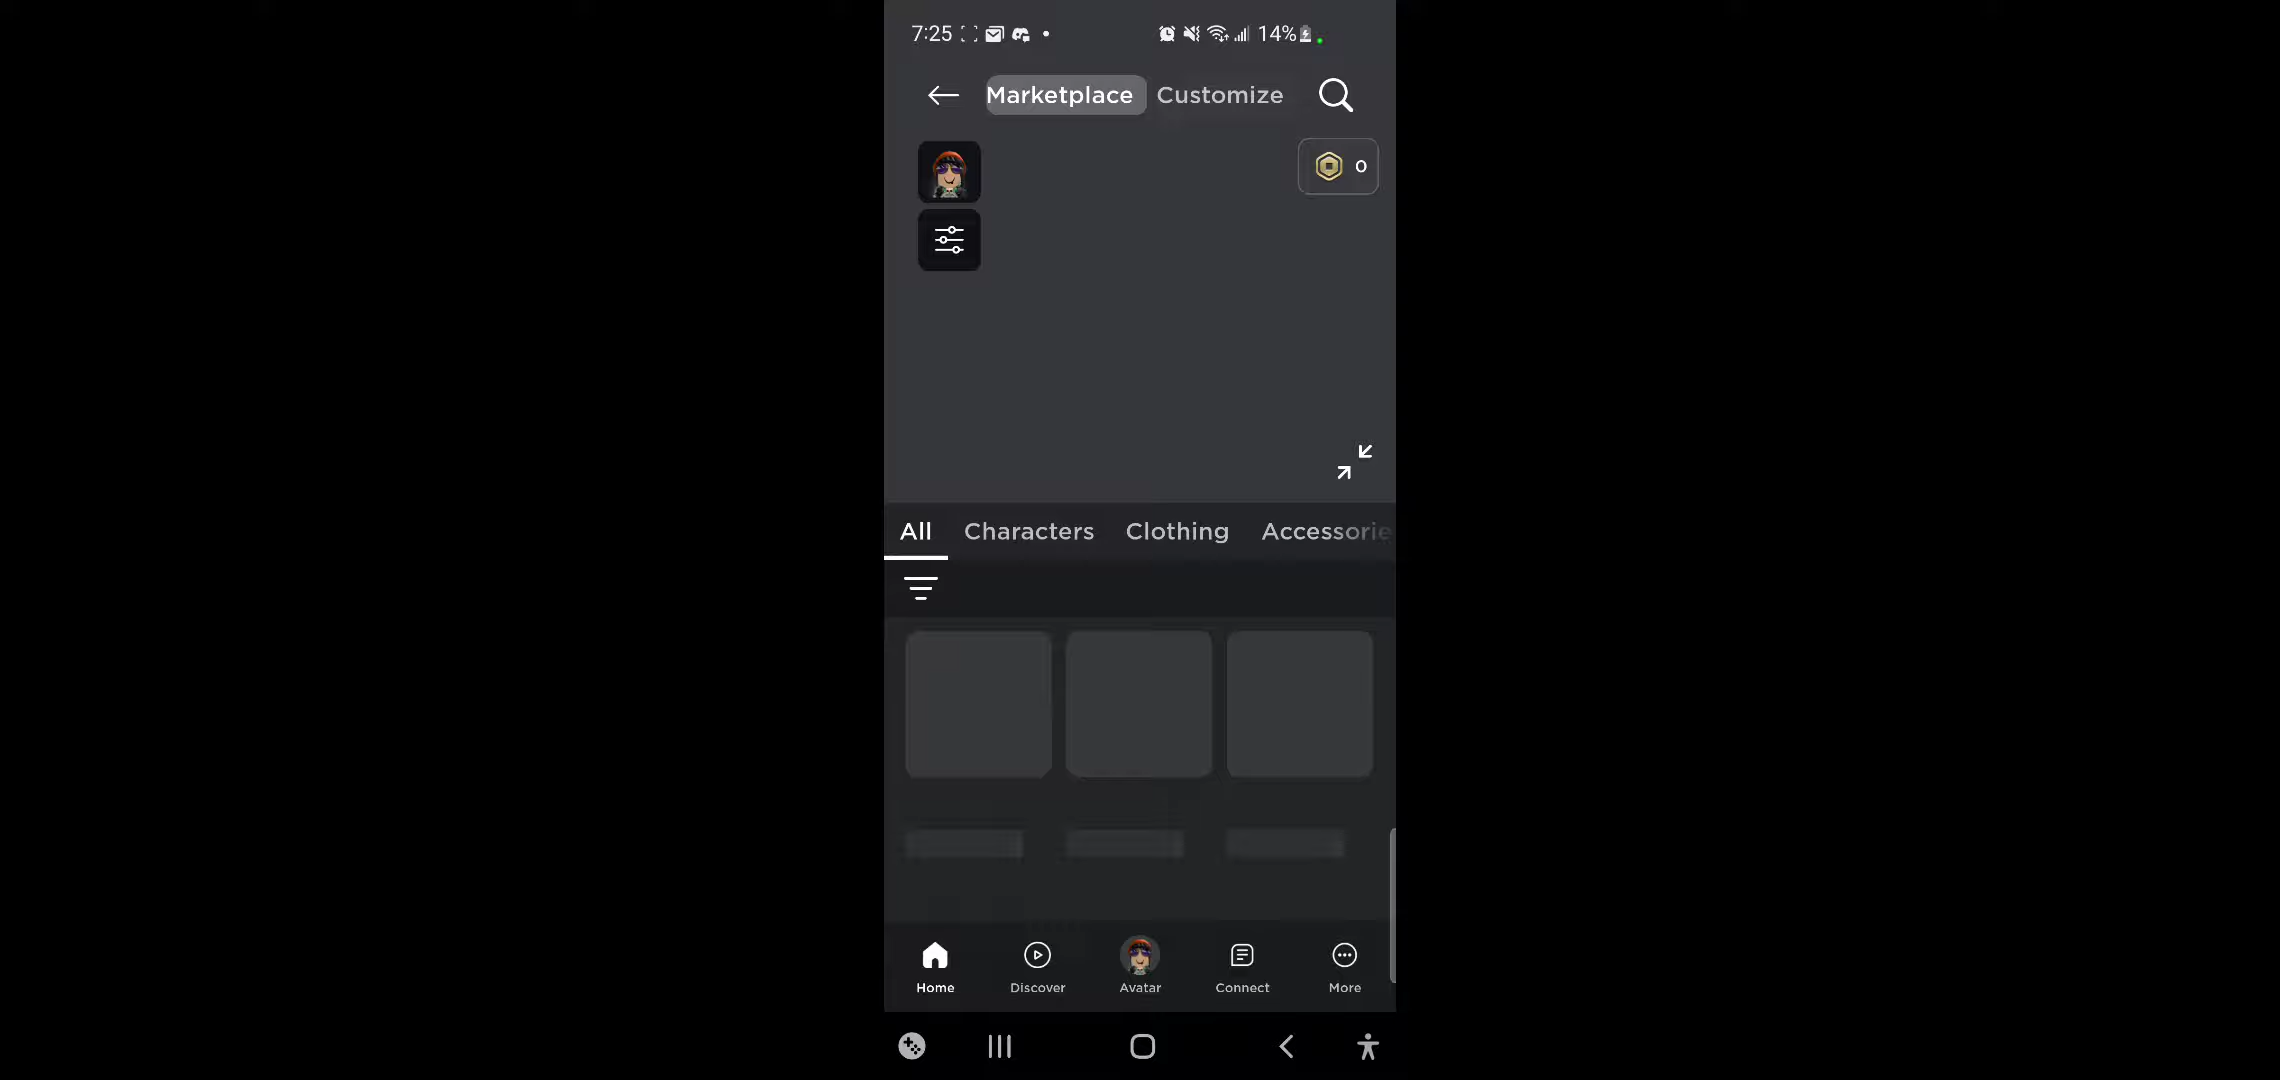 7:25 14%
Marketplace Customize
0
All Characters Clothing Accessorie
Home Discover Avatar Connect More